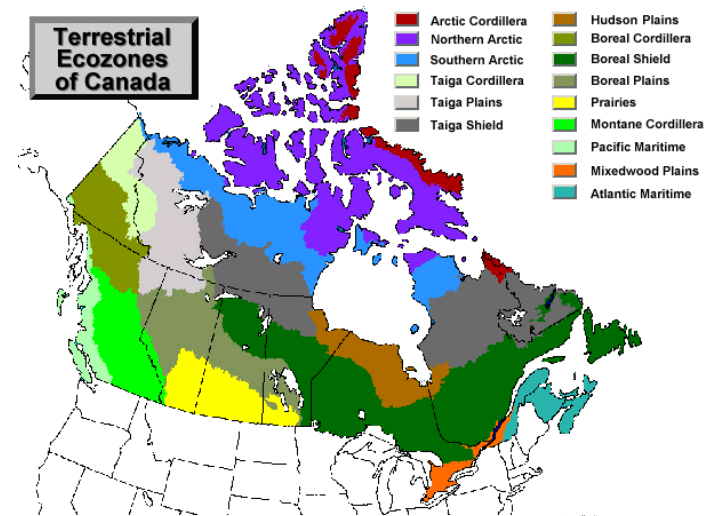 Terrestrial
Ecozones
of Canada
Arctic Cordillera
Northern Arctic
Southern Arctic
Taiga Cordillera
Taiga Plains
Taiga Shield
Hudson Plains
Boreal Cordillera
Boreal Shield
Boreal Plains
Prairies
Montane Cordillera
Pacific Maritime
Mixedwood Plains
Atlantic Maritime